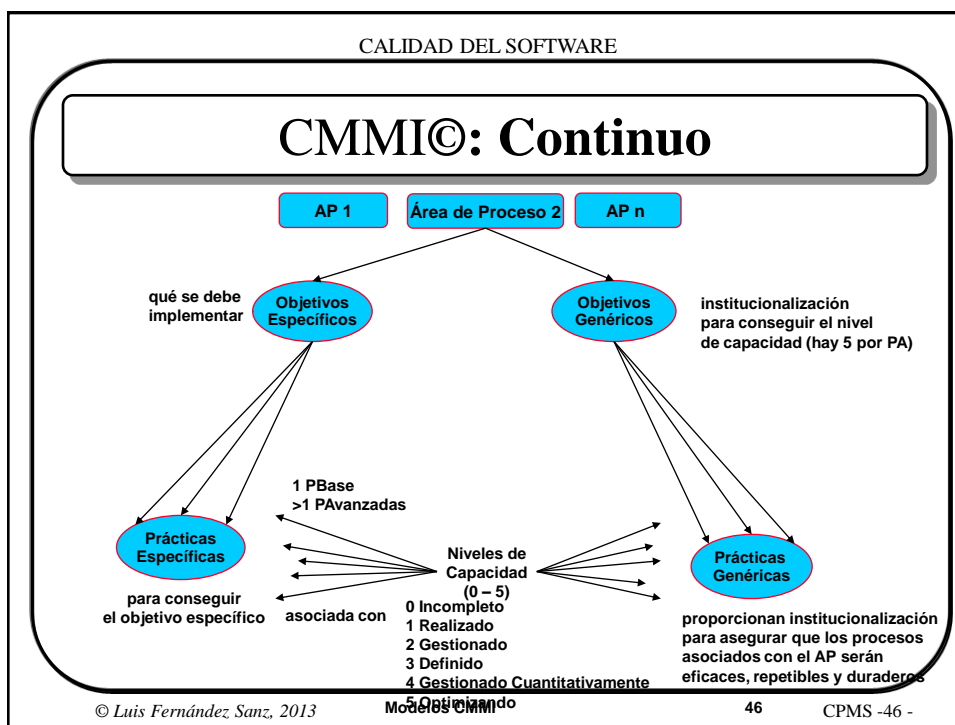 CALIDAD DEL SOFTWARE
CMMI©: Continuo
AP 1
Área de Proceso 2
AP n
qué se debe
implementar
Objetivos
Específicos
Objetivos
Genéricos
institucionalización
para conseguir el nivel
de capacidad (hay 5 por PA)
1 PBase
>1 PAvanzadas
Prácticas
Específicas
Niveles de
Capacidad
(0 – 5)
Prácticas
Genéricas
para conseguir
el objetivo específico
asociada con
0 Incompleto
1 Realizado
2 Gestionado
3 Definido
4 Gestionado Cuantitativamente
5 Optimizando
proporcionan institucionalización
para asegurar que los procesos
asociados con el AP serán
eficaces, repetibles y duraderos
© Luis Fernández Sanz, 2013
Modelos CMMI
46
CPMS -46 -